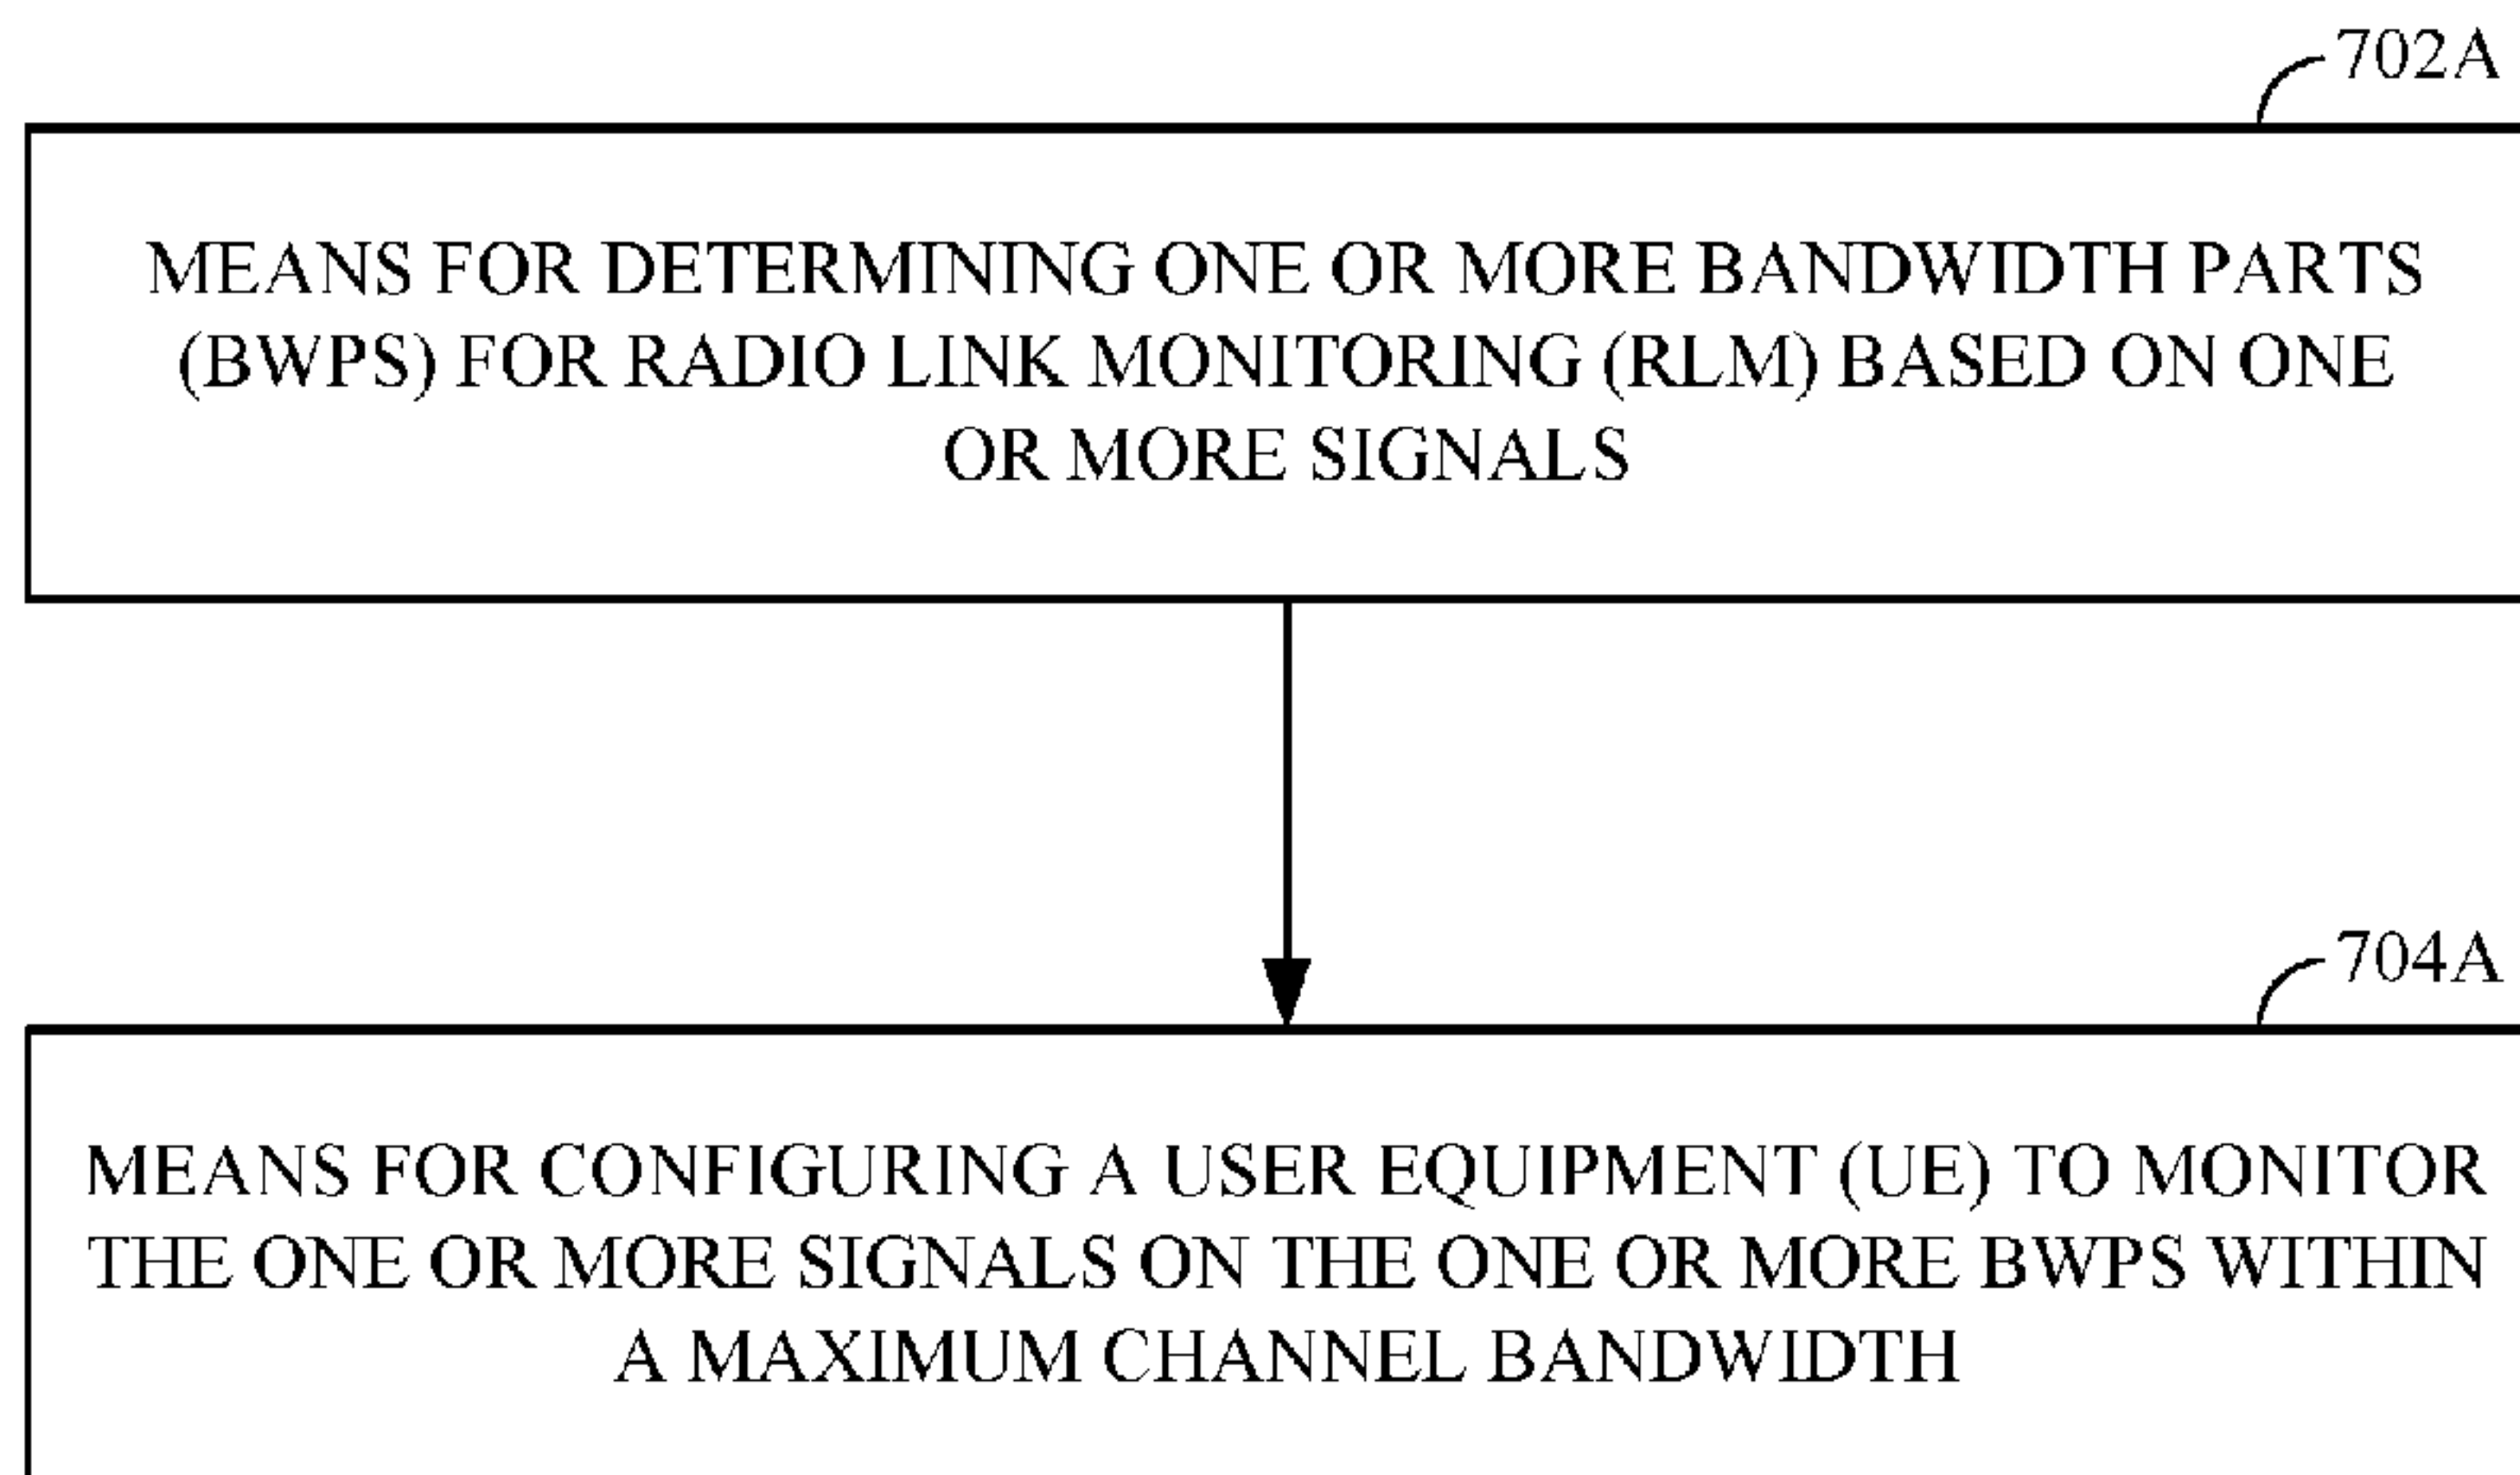 702A
MEANS FOR DETERMINING ONE OR MORE BANDWIDTH PARTS
(BWPS) FOR RADIO LINK MONITORING (RLM) BASED ON ONE
OR MORE SIGNALS
704A
MEANS FOR CONFIGURING A USER EQUIPMENT (UE) TO MONITOR
THE ONE OR MORE SIGNALS ON THE ONE OR MORE BWPS WITHIN
A MAXIMUM CHANNEL BANDWIDTH